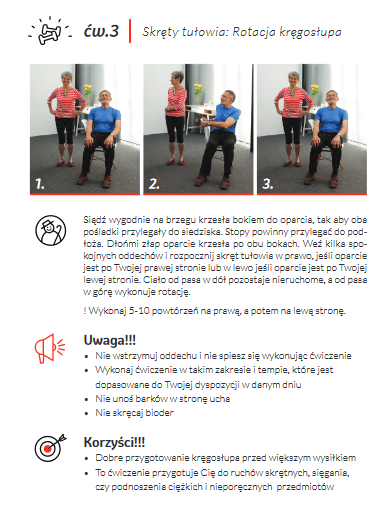 ćw.3 | Skręty tułowia: Rotacja kręgosłupa
1. 2. 3.
Siądź wygodnie na brzegu krzesła bokiem do oparcia, tak aby oba
pośladki przylegały do siedziska. Stopy powinny przylegać do pod-
łoża. Dłońmi złap oparcie krzesła po obu bokach. Weź kilka spo-
kojnych oddechów i rozpocznij skręt tułowia w prawo, jeśli oparcie
jest po Twojej prawej stronie lub w lewo jeśli oparcie jest po Twojej
lewej stronie. Ciało od pasa w dół pozostaje nieruchome, a od pasa
w górę wykonuje rotację.
! Wykonaj 5-10 powtórzeń na prawą, a potem na lewą stronę.
Uwaga!!!
• Nie wstrzymuj oddechu i nie spiesz się wykonując ćwiczenie
• Wykonaj ćwiczenie w takim zakresie i tempie, które jest
dopasowane do Twojej dyspozycji w danym dniu
• Nie unoś barków w stronę ucha
• Nie skręcaj bioder
Korzyści!!!
• Dobre przygotowanie kręgosłupa przed większym wysiłkiem
• To ćwiczenie przygotuje Cię do ruchów skrętnych, sięgania,
czy podnoszenia ciężkich i nieporęcznych przedmiotów